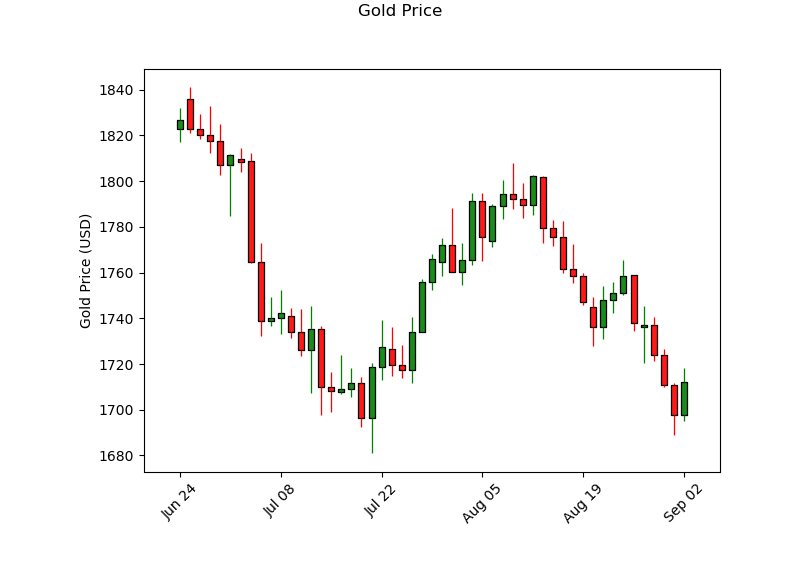 Gold Price
Gold Price (USD)
1840
1820
1800
1780
1760
1740
1720
1700
1680
Jun 24
Jul 08
Jul 22
Aug 05
Aug 19
Sep 02